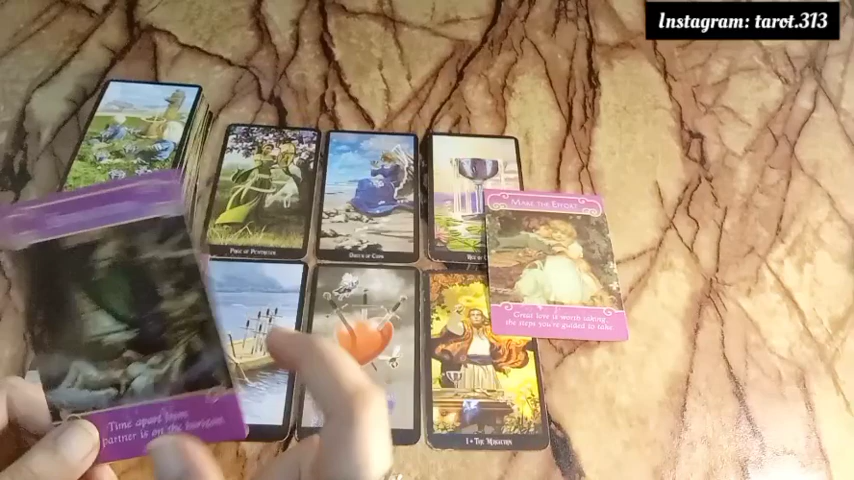 Instagram: tarot.313
Page of Pentacles
Queen of Cups
Make the Effort
Great love is worth taking
the steps you're guided to take
Time apart from
partner is on the horizon
I • The Magician